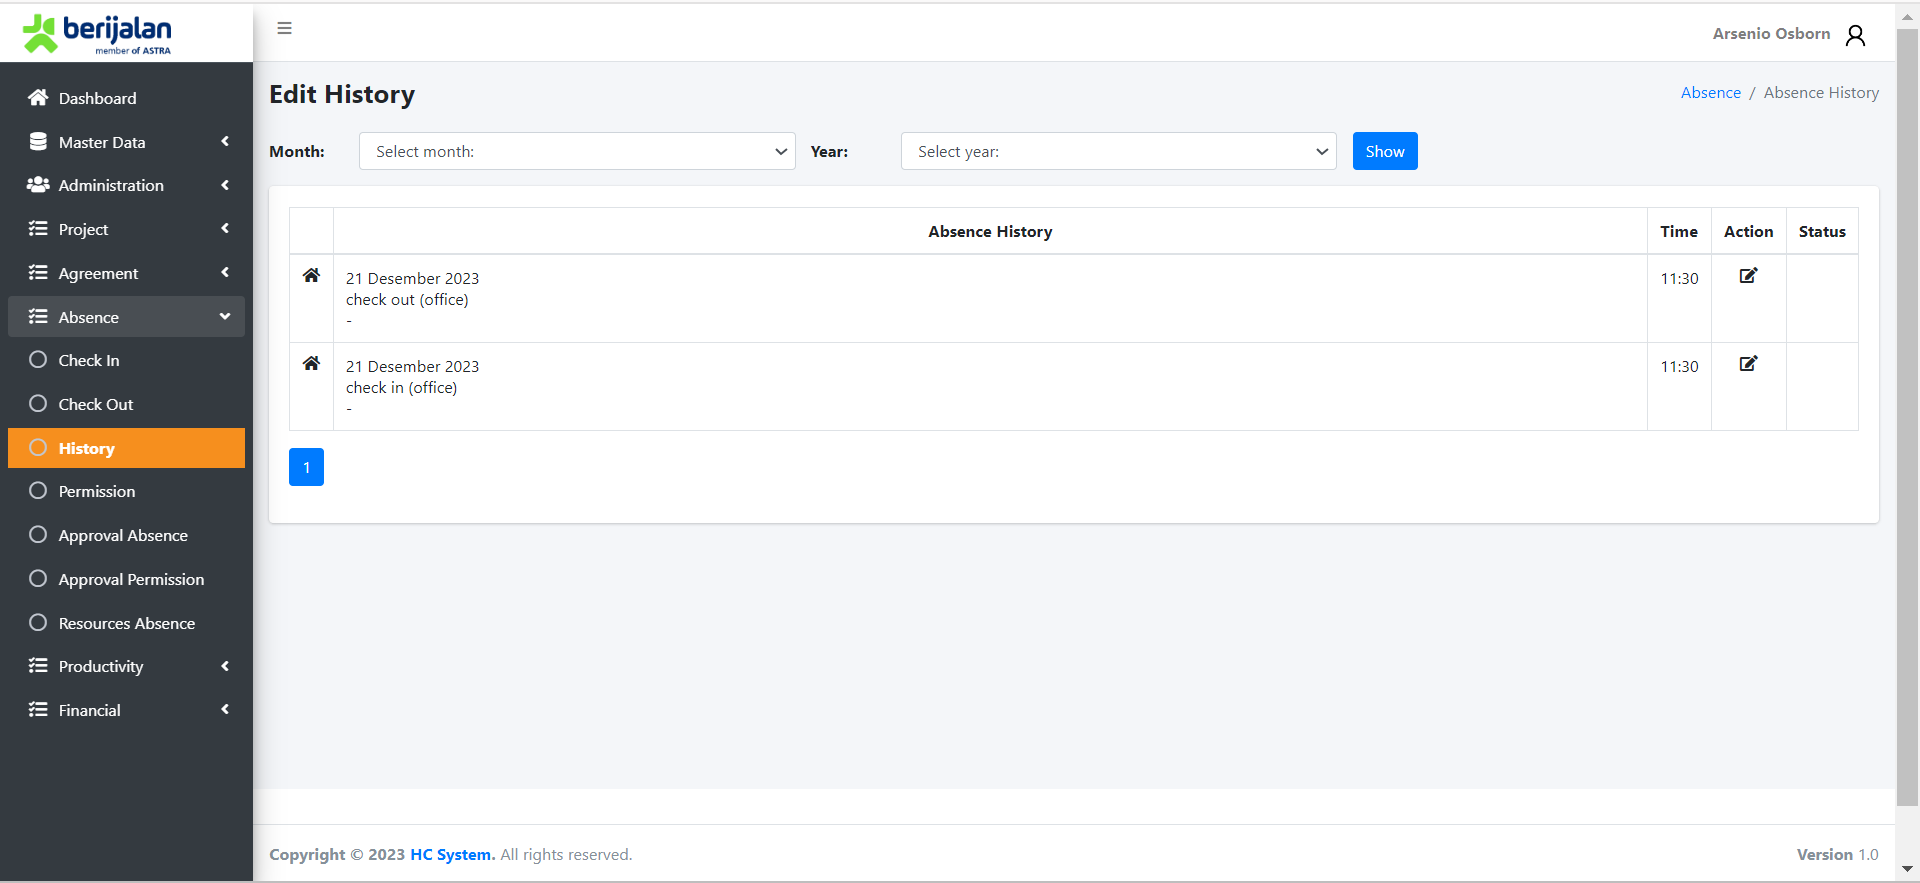 berijalan
member of ASTRA
Arsenio Osborn
Dashboard
Master Data
Administration
Project
Agreement
Absence
Check In
Check Out
History
Permission
Approval Absence
Approval Permission
Resources Absence
Productivity
Financial
Edit History
Absence / Absence History
Month: Select month: Year: Select year: Show
Absence History Time Action Status
21 Desember 2023 11:30
check out (office)
-
21 Desember 2023 11:30
check in (office)
-
1
Copyright © 2023 HC System. All rights reserved.
Version 1.0